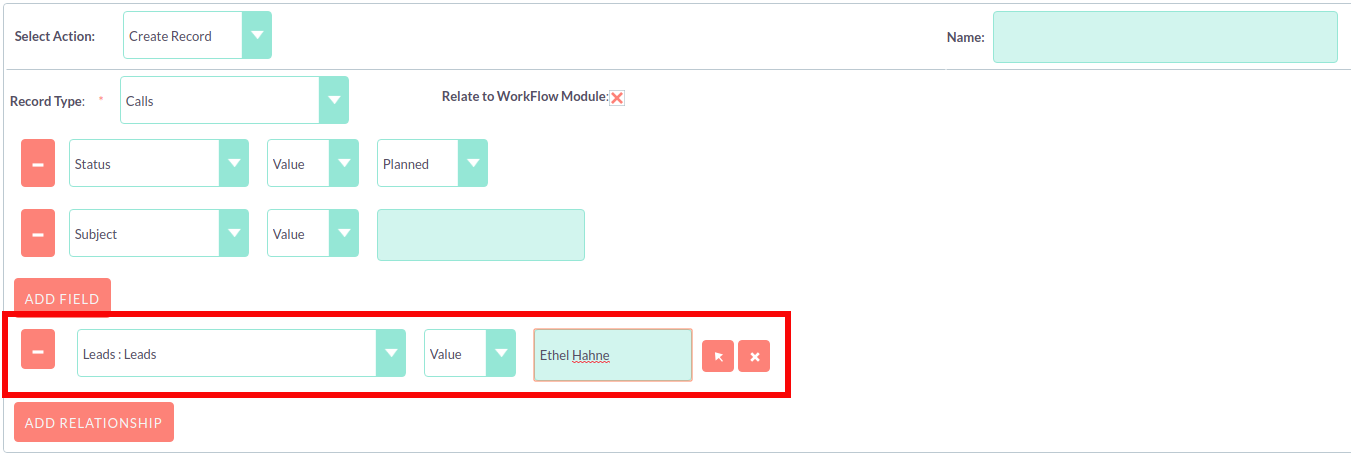 Select Action: Create Record Name:
Record Type: * Calls Relate to WorkFlow Module:
Status Value Planned
Subject Value
ADD FIELD
Leads : Leads Value Ethel Hahne
ADD RELATIONSHIP